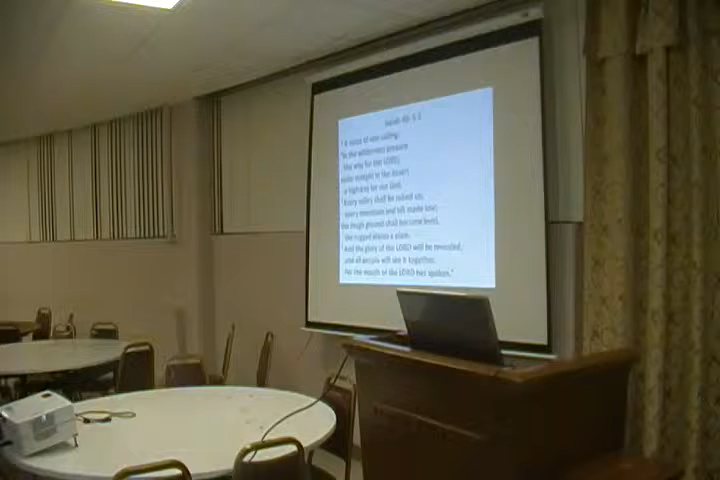 Isaiah 40: 3-5
"A voice of one calling:
"In the wilderness prepare
the way for the LORD;
make straight in the desert
a highway for our God.
Every valley shall be raised up,
every mountain and hill made low;
the rough ground shall become level,
the rugged places a plain.
And the glory of the LORD will be revealed,
and all people will see it together.
For the mouth of the LORD has spoken."